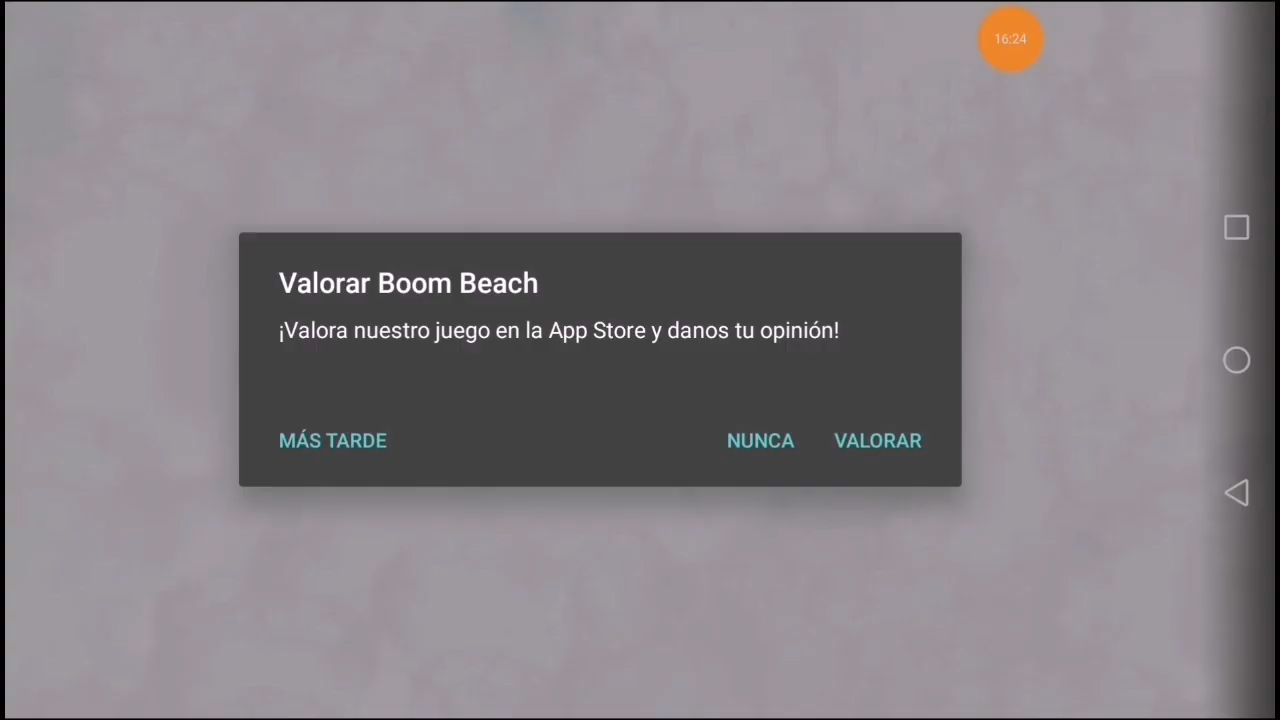 16:24
Valorar Boom Beach
¡Valora nuestro juego en la App Store y danos tu opinión!
MÁS TARDE NUNCA VALORAR